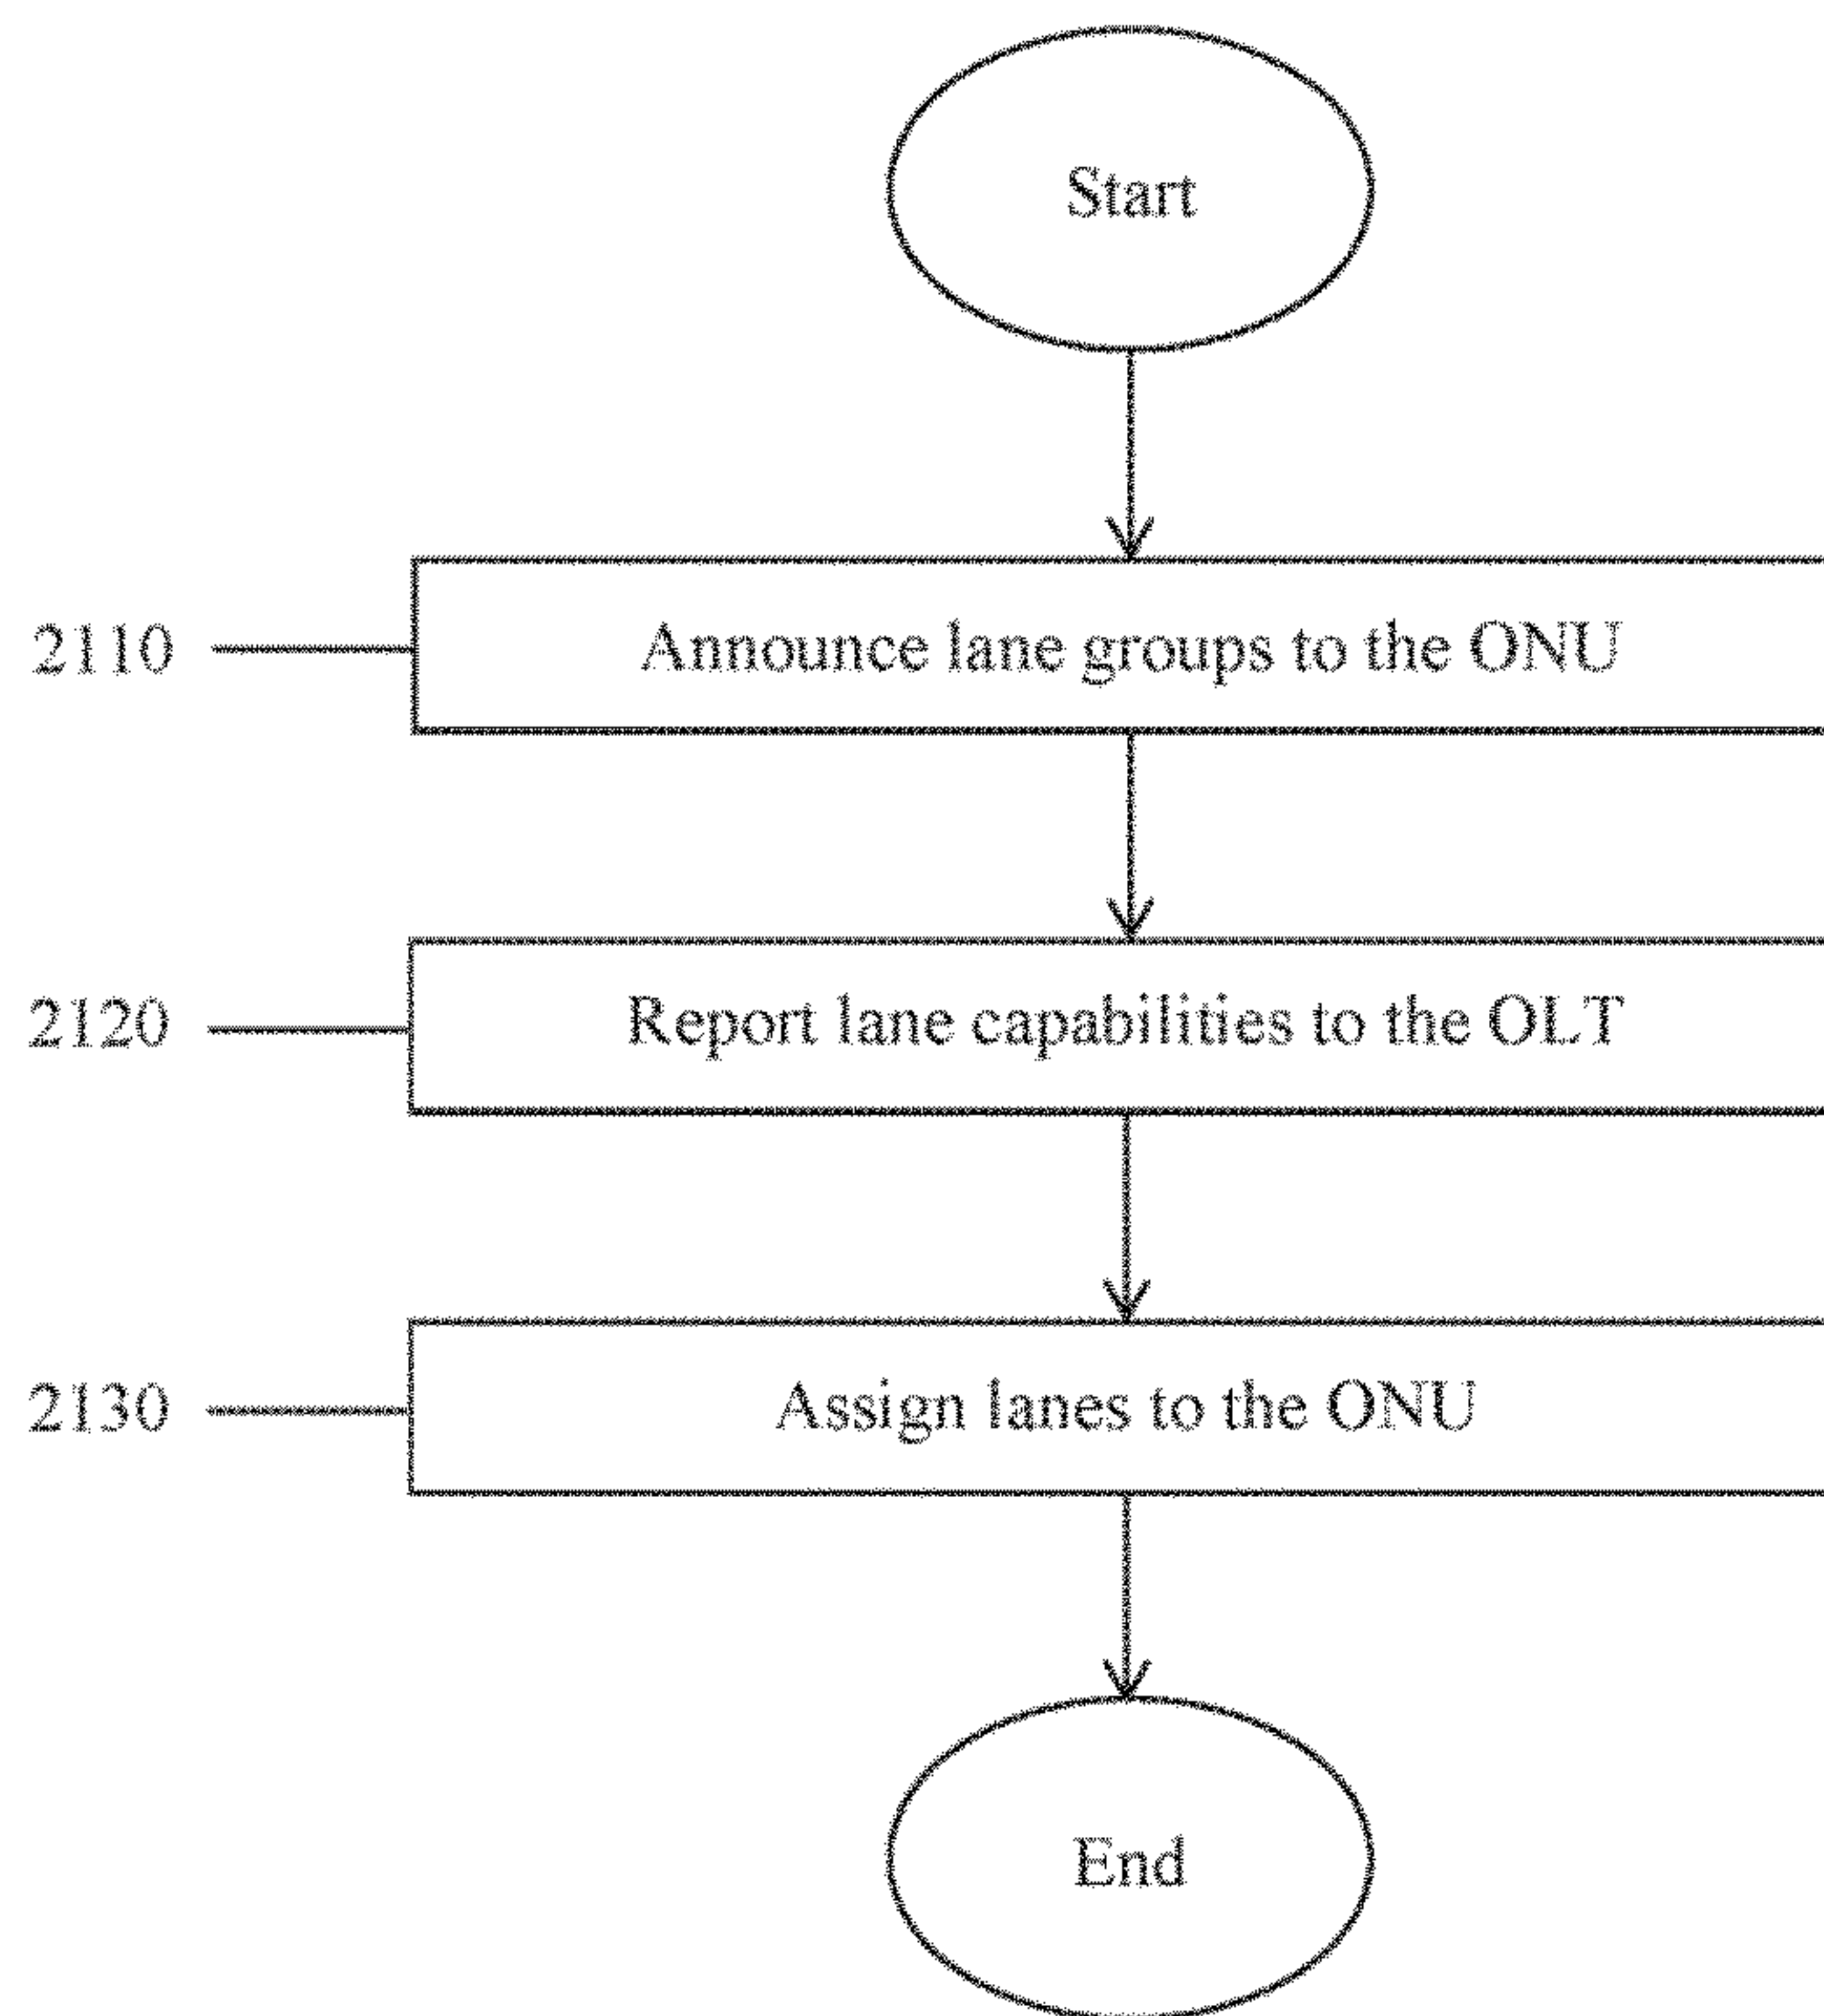 Start
2110 Announce lane groups to the ONU
2120 Report lane capabilities to the OLT
2130 Assign lanes to the ONU
End